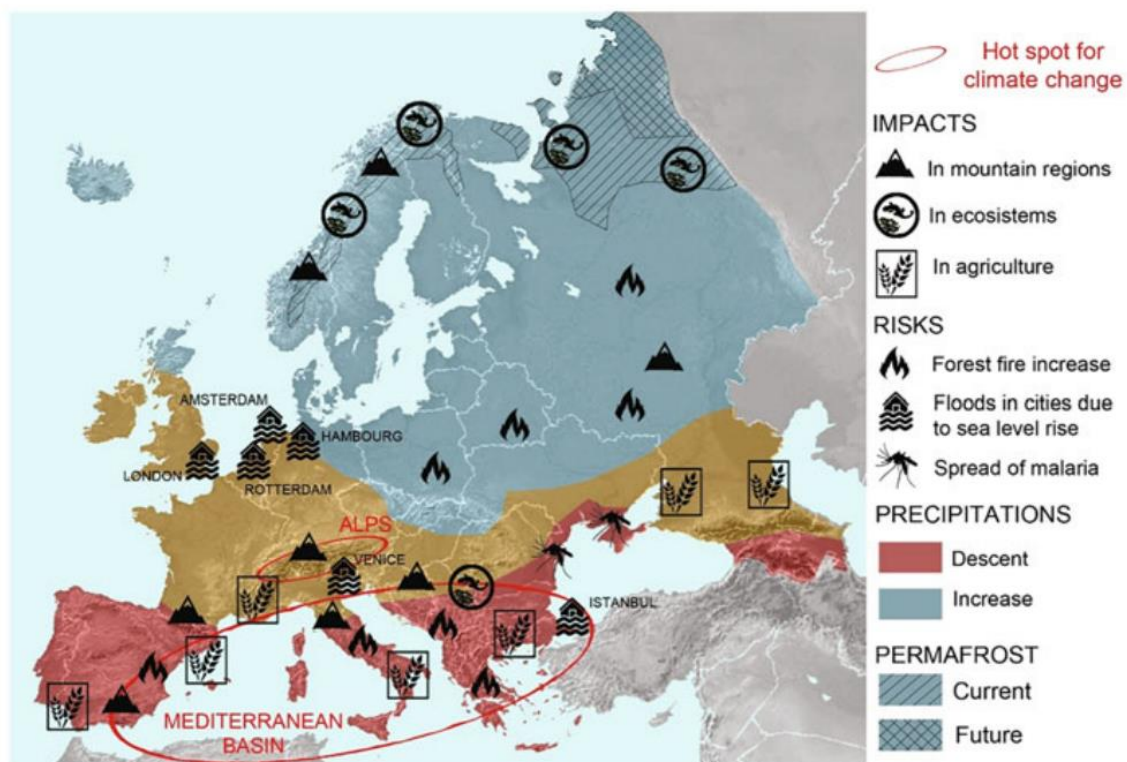 AMSTERDAM
HAMBOURG
LONDON
ROTTERDAM
ALPS
VENICE
ISTANBUL
MEDITERRANEAN
BASIN
Hot spot for
climate change
IMPACTS
In mountain regions
In ecosistems
In agriculture
RISKS
Forest fire increase
Floods in cities due
to sea level rise
Spread of malaria
PRECIPITATIONS
Descent
Increase
PERMAFROST
Current
Future